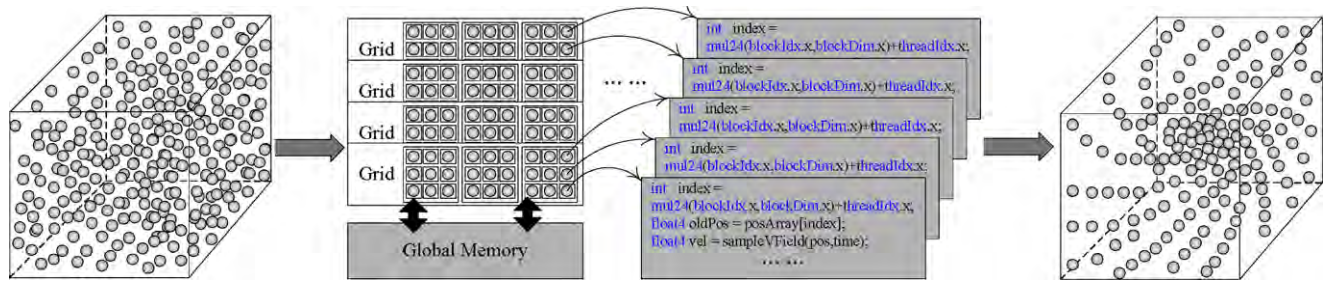 Grid
Grid
Grid
Grid
Global Memory
... ...
int index =
mul24(blockIdx.x,blockDim.x)+threadIdx.x;
int index =
mul24(blockIdx.x,blockDim.x)+threadIdx.x;
int index =
mul24(blockIdx.x,blockDim.x)+threadIdx.x;
int index =
mul24(blockIdx.x,blockDim.x)+threadIdx.x;
int index =
mul24(blockIdx.x,blockDim.x)+threadIdx.x,
float4 oldPos = posArray[index];
float4 vel = sampleVField(pos,time);
... ...